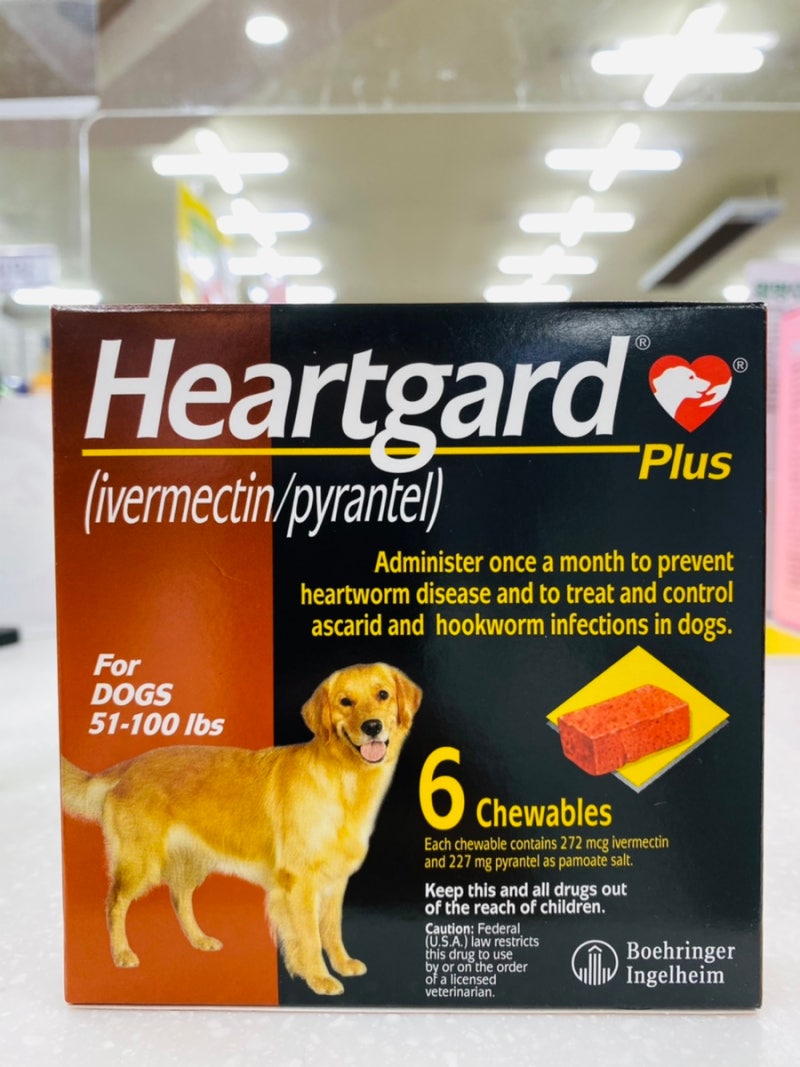 Heartgard®
®
Plus
(ivermectin/pyrantel)
Administer once a month to prevent
heartworm disease and to treat and control
ascarid and hookworm infections in dogs.
For
DOGS
51-100 lbs
6 Chewables
Each chewable contains 272 mcg ivermectin
and 227 mg pyrantel as pamoate salt.
Keep this and all drugs out
of the reach of children.
Caution: Federal
(U.S.A.) law restricts
this drug to use
by or on the order
of a licensed
veterinarian.
Boehringer
Ingelheim